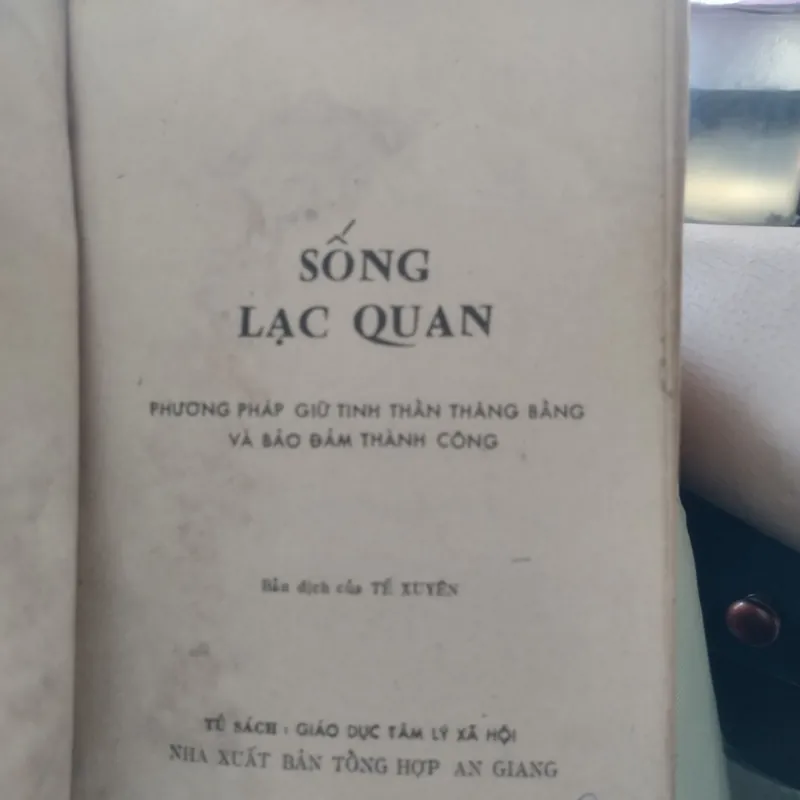 SỐNG
LẠC QUAN
PHƯƠNG PHÁP GIỮ TINH THẦN THĂNG BẰNG
VÀ BẢO ĐẢM THÀNH CÔNG
Bản dịch của TẾ XUYÊN
TỦ SÁCH : GIÁO DỤC TÂM LÝ XÃ HỘI
NHÀ XUẤT BẢN TỔNG HỢP AN GIANG